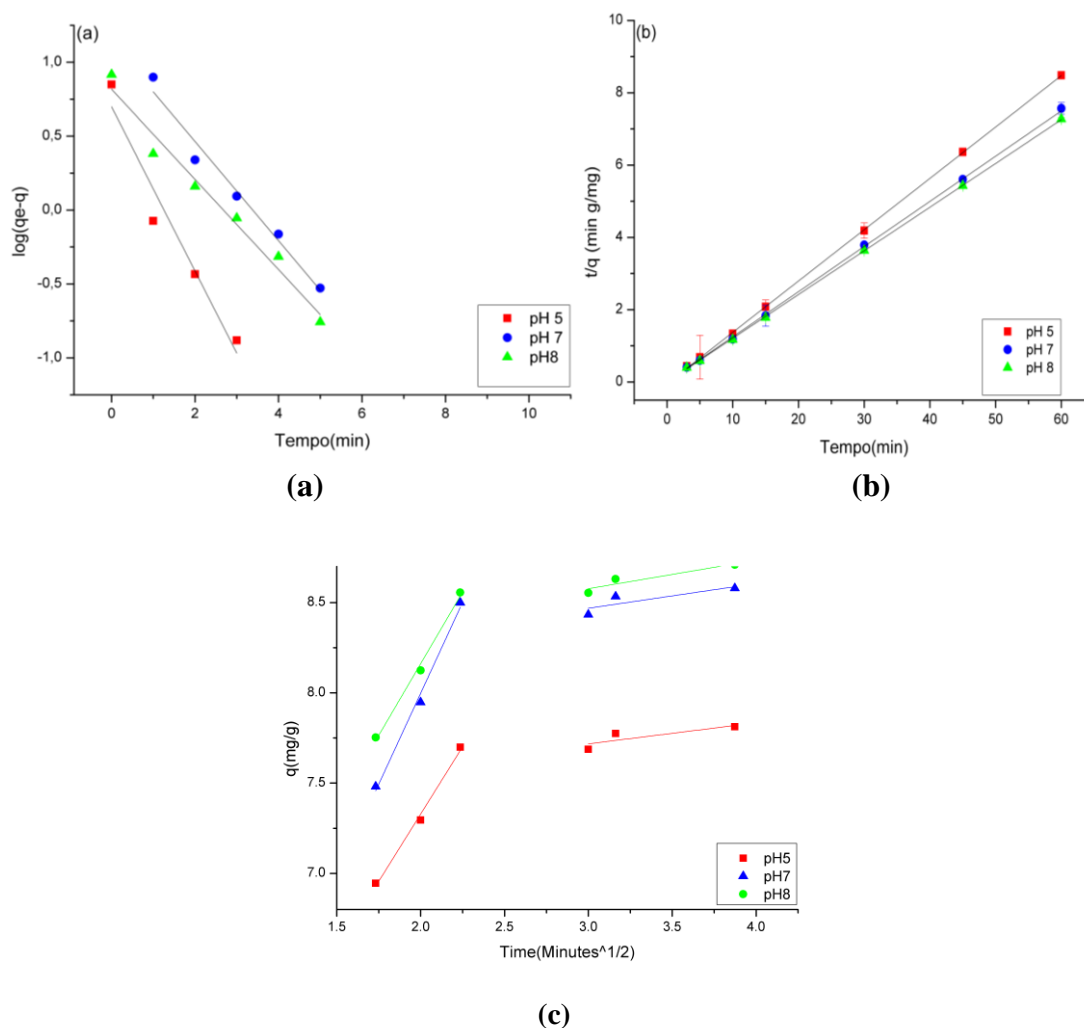 (a)
log(qe-q)
1,0
0,5
0,0
-0,5
-1,0
0 2 4 6 8 10
Tempo(min)
pH 5
pH 7
pH8
(b)
t/q (min g/mg)
10
8
6
4
2
0
0 10 20 30 40 50 60
Tempo(min)
pH 5
pH 7
pH 8
(a)
(b)
q(mg/g)
8.5
8.0
7.5
7.0
1.5 2.0 2.5 3.0 3.5 4.0
Time(Minutes^1/2)
pH5
pH7
pH8
(c)